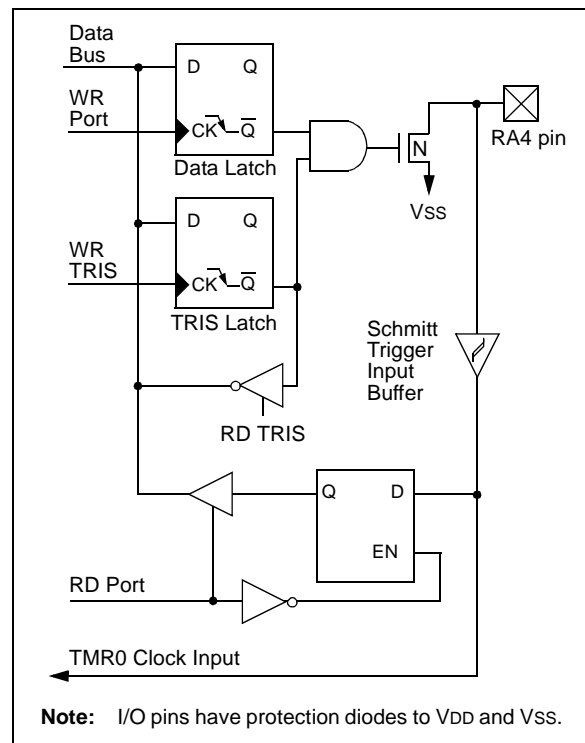 Data
Bus
D Q
WR
Port
CK Q̅
Data Latch
N
RA4 pin
VSS
D Q
WR
TRIS
CK Q̅
TRIS Latch
Schmitt
Trigger
Input
Buffer
RD TRIS
Q D
EN
RD Port
TMR0 Clock Input
Note: I/O pins have protection diodes to VDD and VSS.